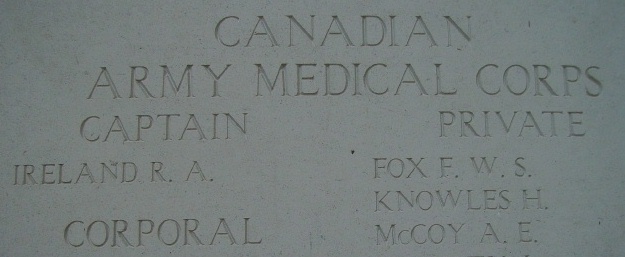 CANADIAN
ARMY MEDICAL CORPS
CAPTAIN
IRELAND R. A.
CORPORAL
PRIVATE
FOX F. W. S.
KNOWLES H.
McCOY A. E.